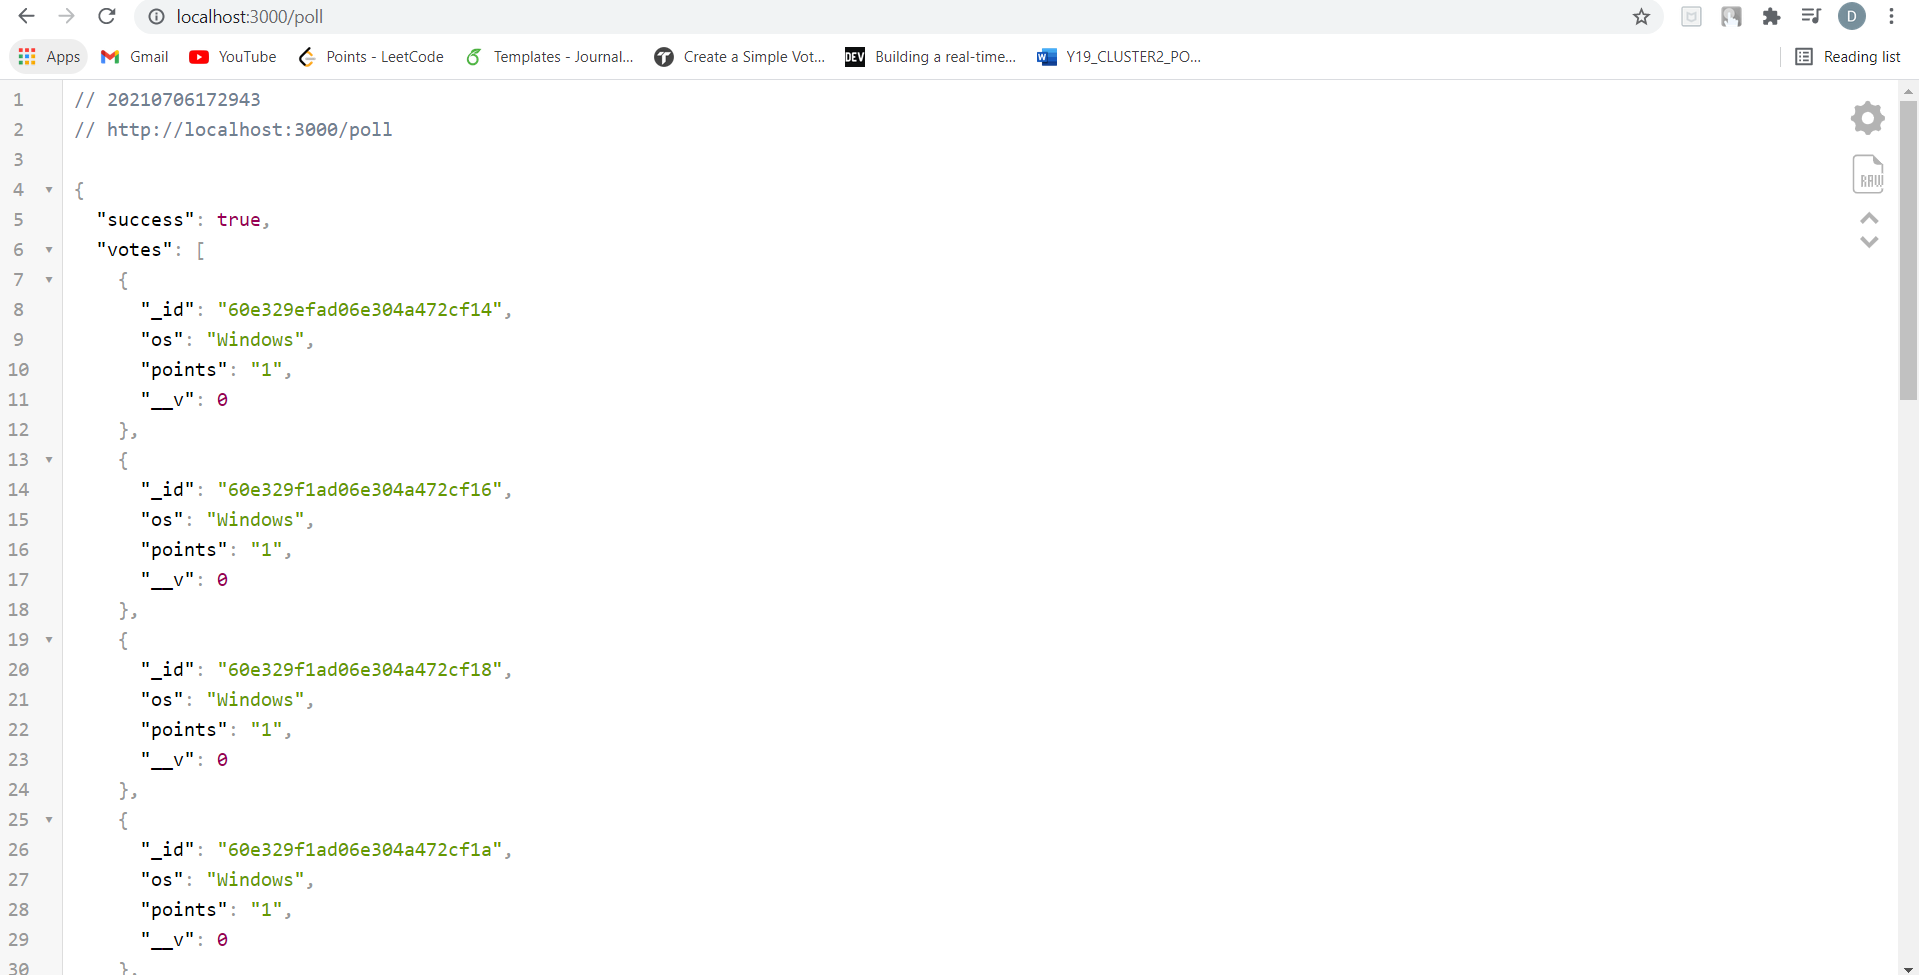 localhost:3000/poll
D
Apps Gmail YouTube Points - LeetCode Templates - Journal... Create a Simple Vot... DEV Building a real-time... Y19_CLUSTER2_PO... Reading list
1 // 20210706172943
2 // http://localhost:3000/poll
3
4 {
5 "success": true,
6 "votes": [
7 {
8 "_id": "60e329efad06e304a472cf14",
9 "os": "Windows",
10 "points": "1",
11 "__v": 0
12 },
13 {
14 "_id": "60e329f1ad06e304a472cf16",
15 "os": "Windows",
16 "points": "1",
17 "__v": 0
18 },
19 {
20 "_id": "60e329f1ad06e304a472cf18",
21 "os": "Windows",
22 "points": "1",
23 "__v": 0
24 },
25 {
26 "_id": "60e329f1ad06e304a472cf1a",
27 "os": "Windows",
28 "points": "1",
29 "__v": 0
30 },
RAW